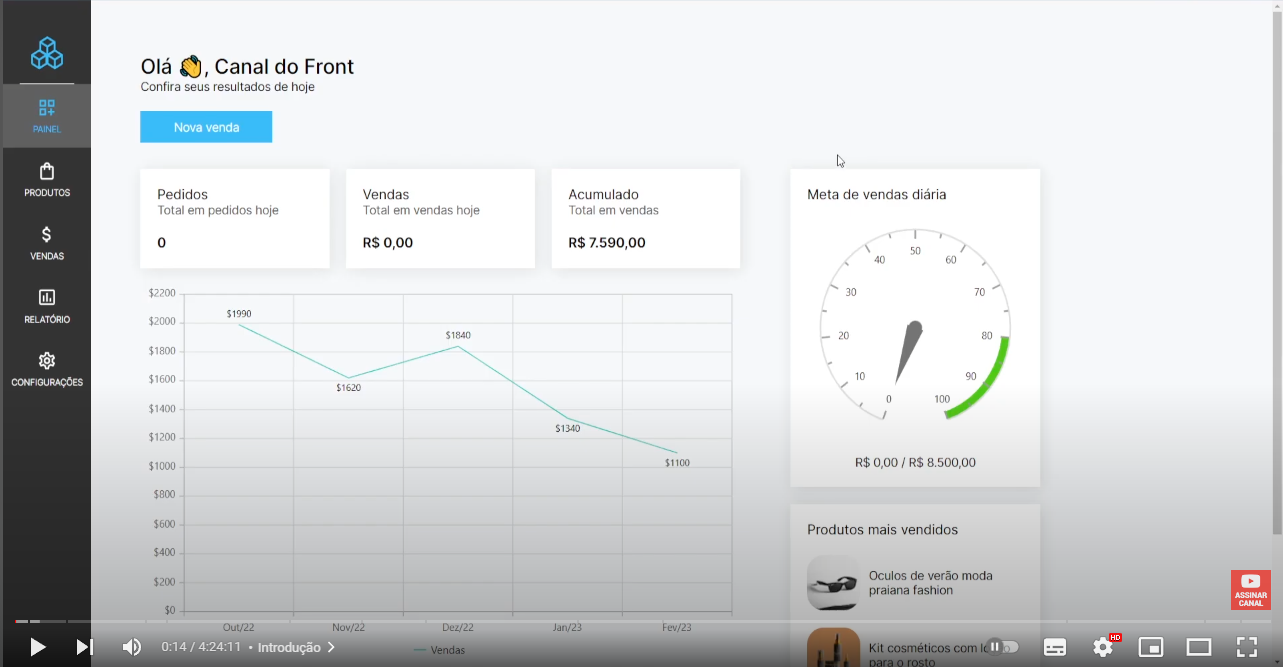 Olá 👋, Canal do Front
Confira seus resultados de hoje
Nova venda
PAINEL
PRODUTOS
VENDAS
RELATÓRIO
CONFIGURAÇÕES
Pedidos
Total em pedidos hoje
0
Vendas
Total em vendas hoje
R$ 0,00
Acumulado
Total em vendas
R$ 7.590,00
$2200
$2000
$1800
$1600
$1400
$1200
$1000
$800
$600
$400
$200
$0
$1990
$1620
$1840
$1340
$1100
Out/22
Nov/22
Dez/22
Jan/23
Fev/23
Vendas
Meta de vendas diária
0
10
20
30
40
50
60
70
80
90
100
R$ 0,00 / R$ 8.500,00
Produtos mais vendidos
Oculos de verão moda
praiana fashion
Kit cosméticos com
para o rosto
ASSINAR
CANAL
0:14 / 4:24:11 • Introdução
HD